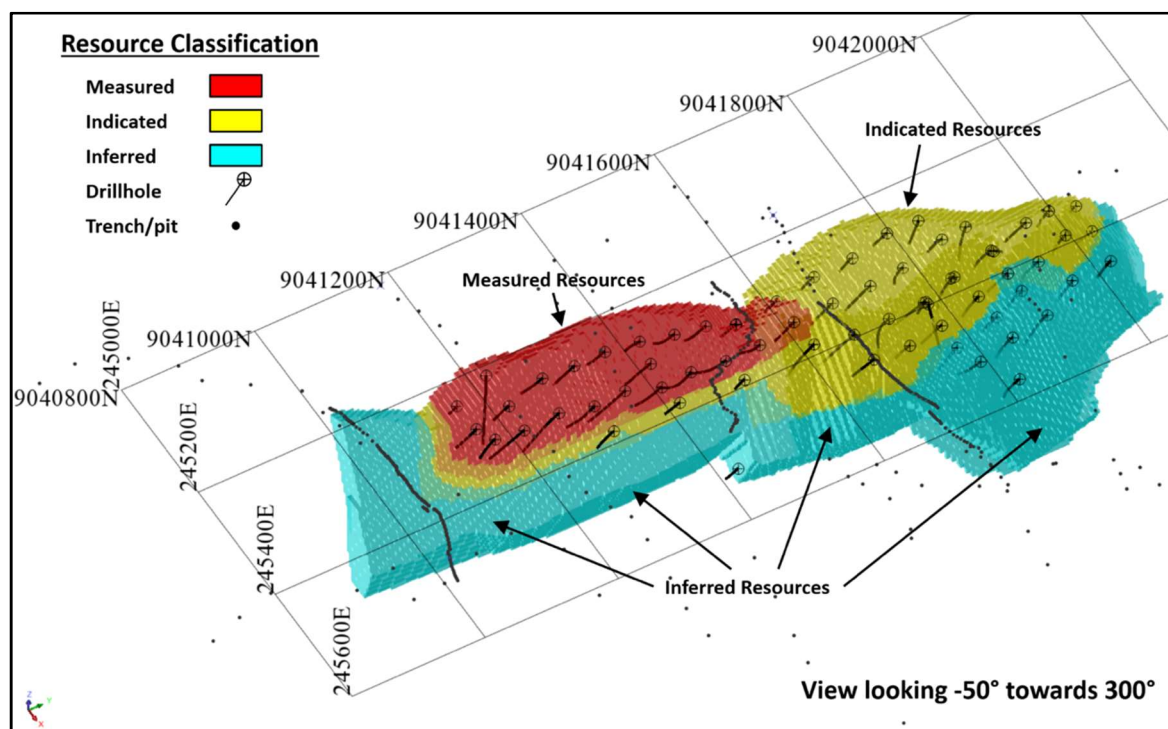 Resource Classification
Measured
Indicated
Inferred
Drillhole
Trench/pit
9042000N
9041800N
9041600N
9041400N
9041200N
9041000N
9040800N
245000E
245200E
245400E
245600E
Indicated Resources
Measured Resources
Inferred Resources
View looking -50° towards 300°
Z
Y
X